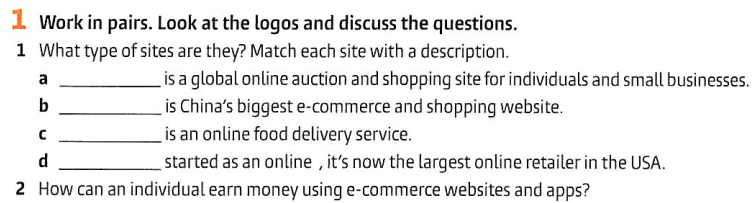 1 Work in pairs. Look at the logos and discuss the questions.
1 What type of sites are they? Match each site with a description.
a __________ is a global online auction and shopping site for individuals and small businesses.
b __________ is China's biggest e-commerce and shopping website.
c __________ is an online food delivery service.
d __________ started as an online , it's now the largest online retailer in the USA.
2 How can an individual earn money using e-commerce websites and apps?